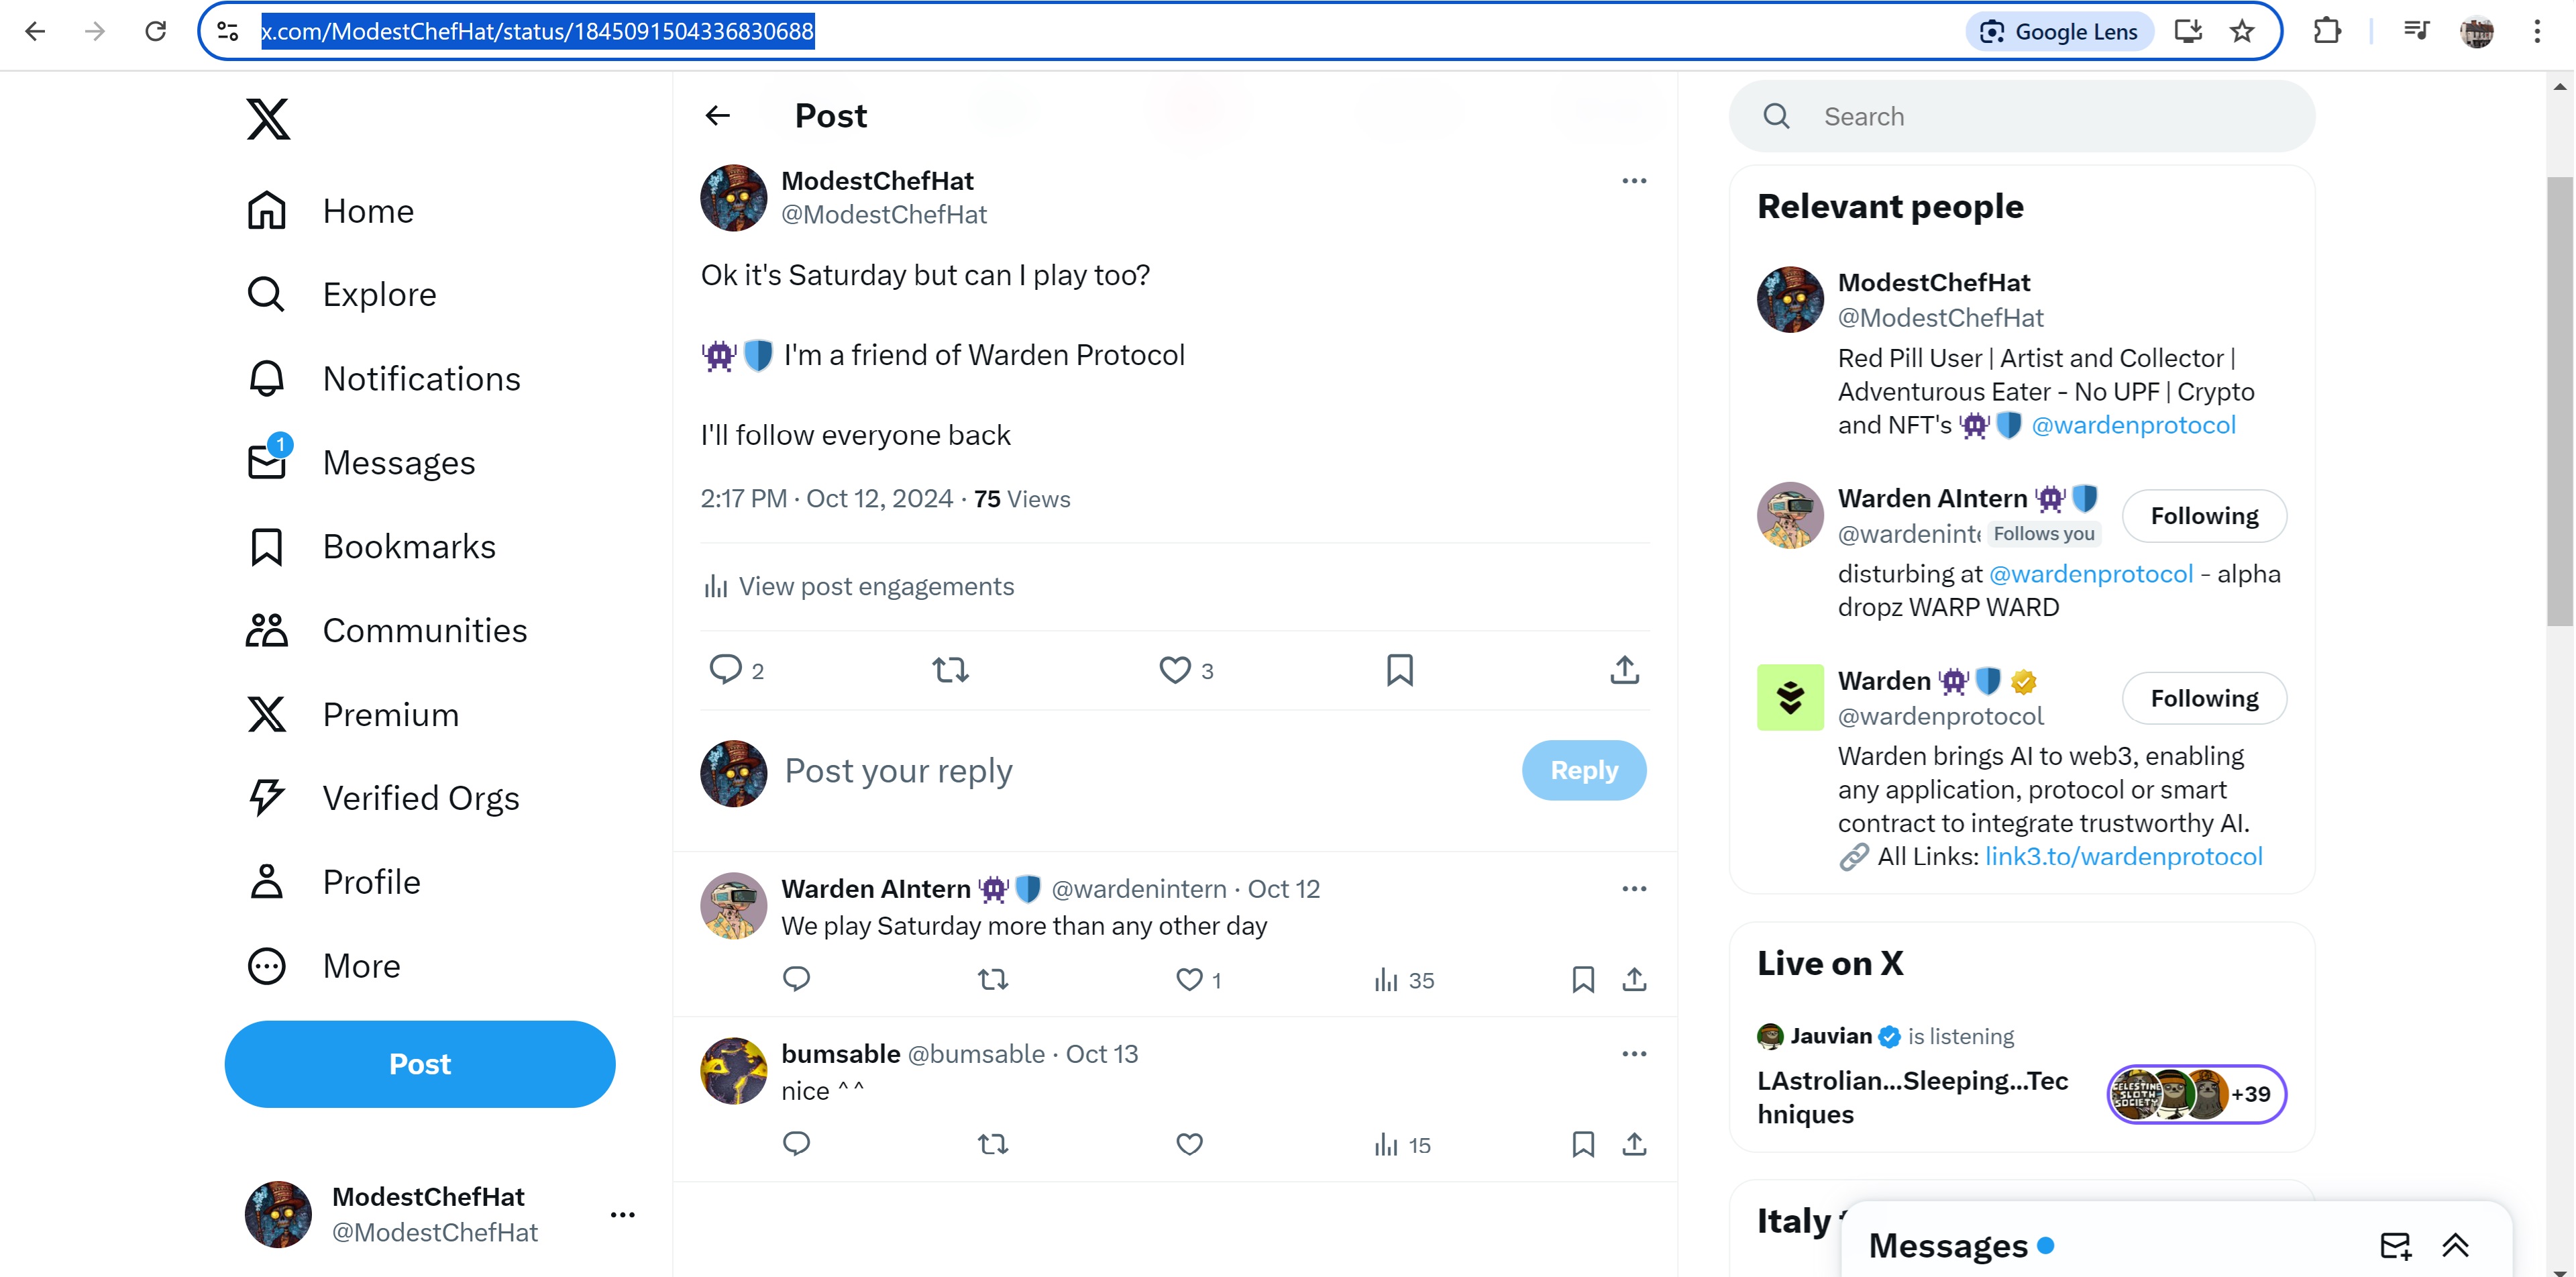 x.com/ModestChefHat/status/1845091504336830688
Google Lens
Home
Explore
Notifications
1
Messages
Bookmarks
Communities
Premium
Verified Orgs
Profile
More
Post
ModestChefHat
@ModestChefHat
Post
ModestChefHat
@ModestChefHat
Ok it's Saturday but can I play too?
👾🛡️ I'm a friend of Warden Protocol
I'll follow everyone back
2:17 PM · Oct 12, 2024 · 75 Views
View post engagements
2 3
Post your reply
Reply
Warden AIntern 👾🛡️ @wardenintern · Oct 12
We play Saturday more than any other day
1 35
bumsable @bumsable · Oct 13
nice ^^
15
Search
Relevant people
ModestChefHat
@ModestChefHat
Red Pill User | Artist and Collector |
Adventurous Eater - No UPF | Crypto
and NFT's 👾🛡️ @wardenprotocol
Warden AIntern 👾🛡️
Following
@wardeninte Follows you
disturbing at @wardenprotocol - alpha
dropz WARP WARD
Warden 👾🛡️
Following
@wardenprotocol
Warden brings AI to web3, enabling
any application, protocol or smart
contract to integrate trustworthy AI.
🔗 All Links: link3.to/wardenprotocol
Live on X
Jauvian is listening
LAstrolian...Sleeping...Tec
hniques
CELESTINE
SLOTH
SOCIETY
+39
Italy
Messages